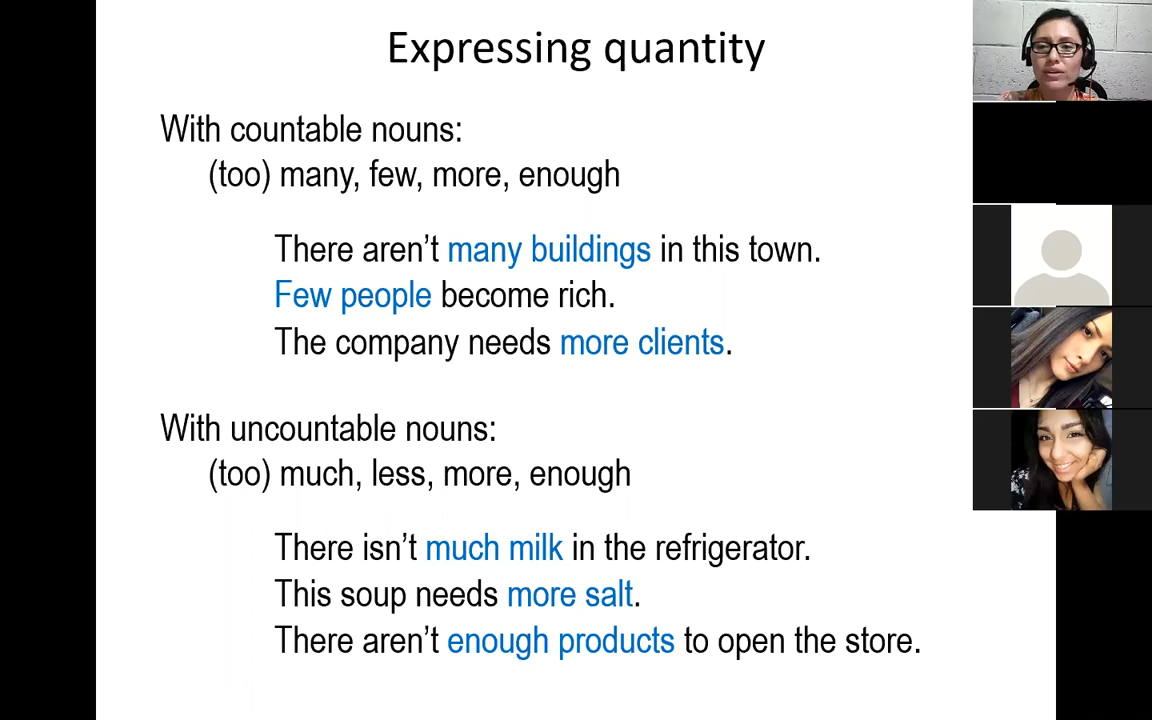 Expressing quantity
With countable nouns:
(too) many, few, more, enough
There aren’t many buildings in this town.
Few people become rich.
The company needs more clients.
With uncountable nouns:
(too) much, less, more, enough
There isn’t much milk in the refrigerator.
This soup needs more salt.
There aren’t enough products to open the store.